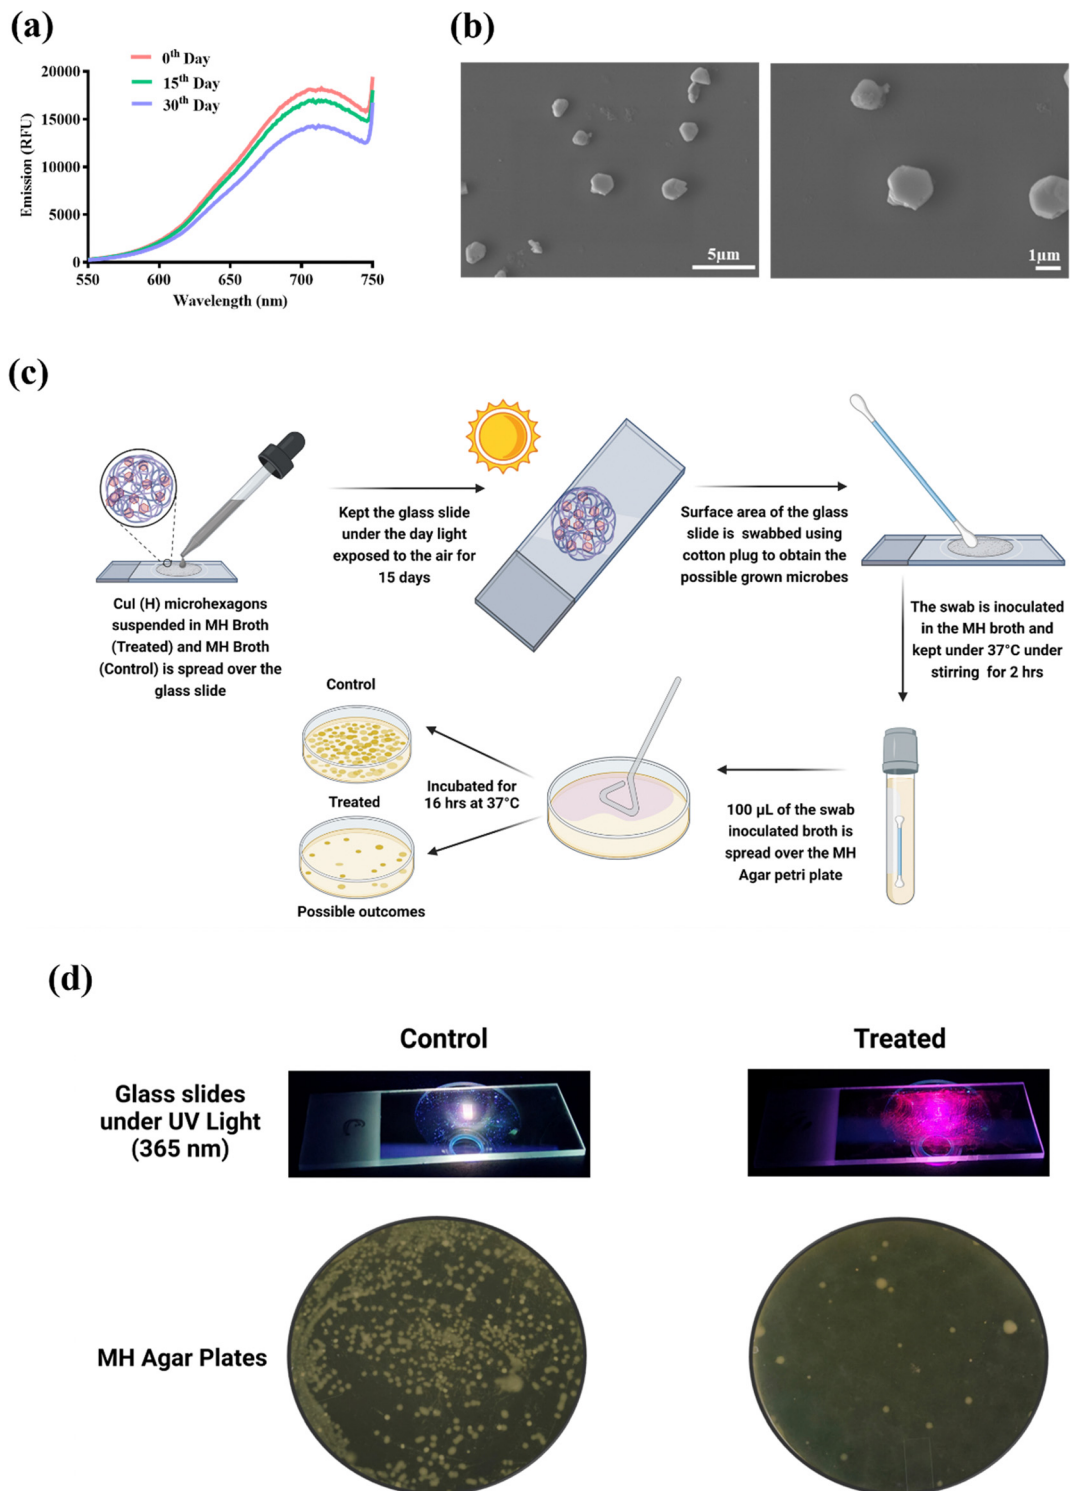 (a)
0th Day
15th Day
30th Day
20000
15000
10000
5000
0
550
600
650
700
750
Emission (RFU)
Wavelength (nm)
(b)
5μm
1μm
(c)
CuI (H) microhexagons
suspended in MH Broth
(Treated) and MH Broth
(Control) is spread over the
glass slide
Kept the glass slide
under the day light
exposed to the air for
15 days
Surface area of the glass
slide is swabbed using
cotton plug to obtain the
possible grown microbes
The swab is inoculated
in the MH broth and
kept under 37°C under
stirring for 2 hrs
100 μL of the swab
inoculated broth is
spread over the MH
Agar petri plate
Incubated for
16 hrs at 37°C
Control
Treated
Possible outcomes
(d)
Control
Treated
Glass slides
under UV Light
(365 nm)
MH Agar Plates